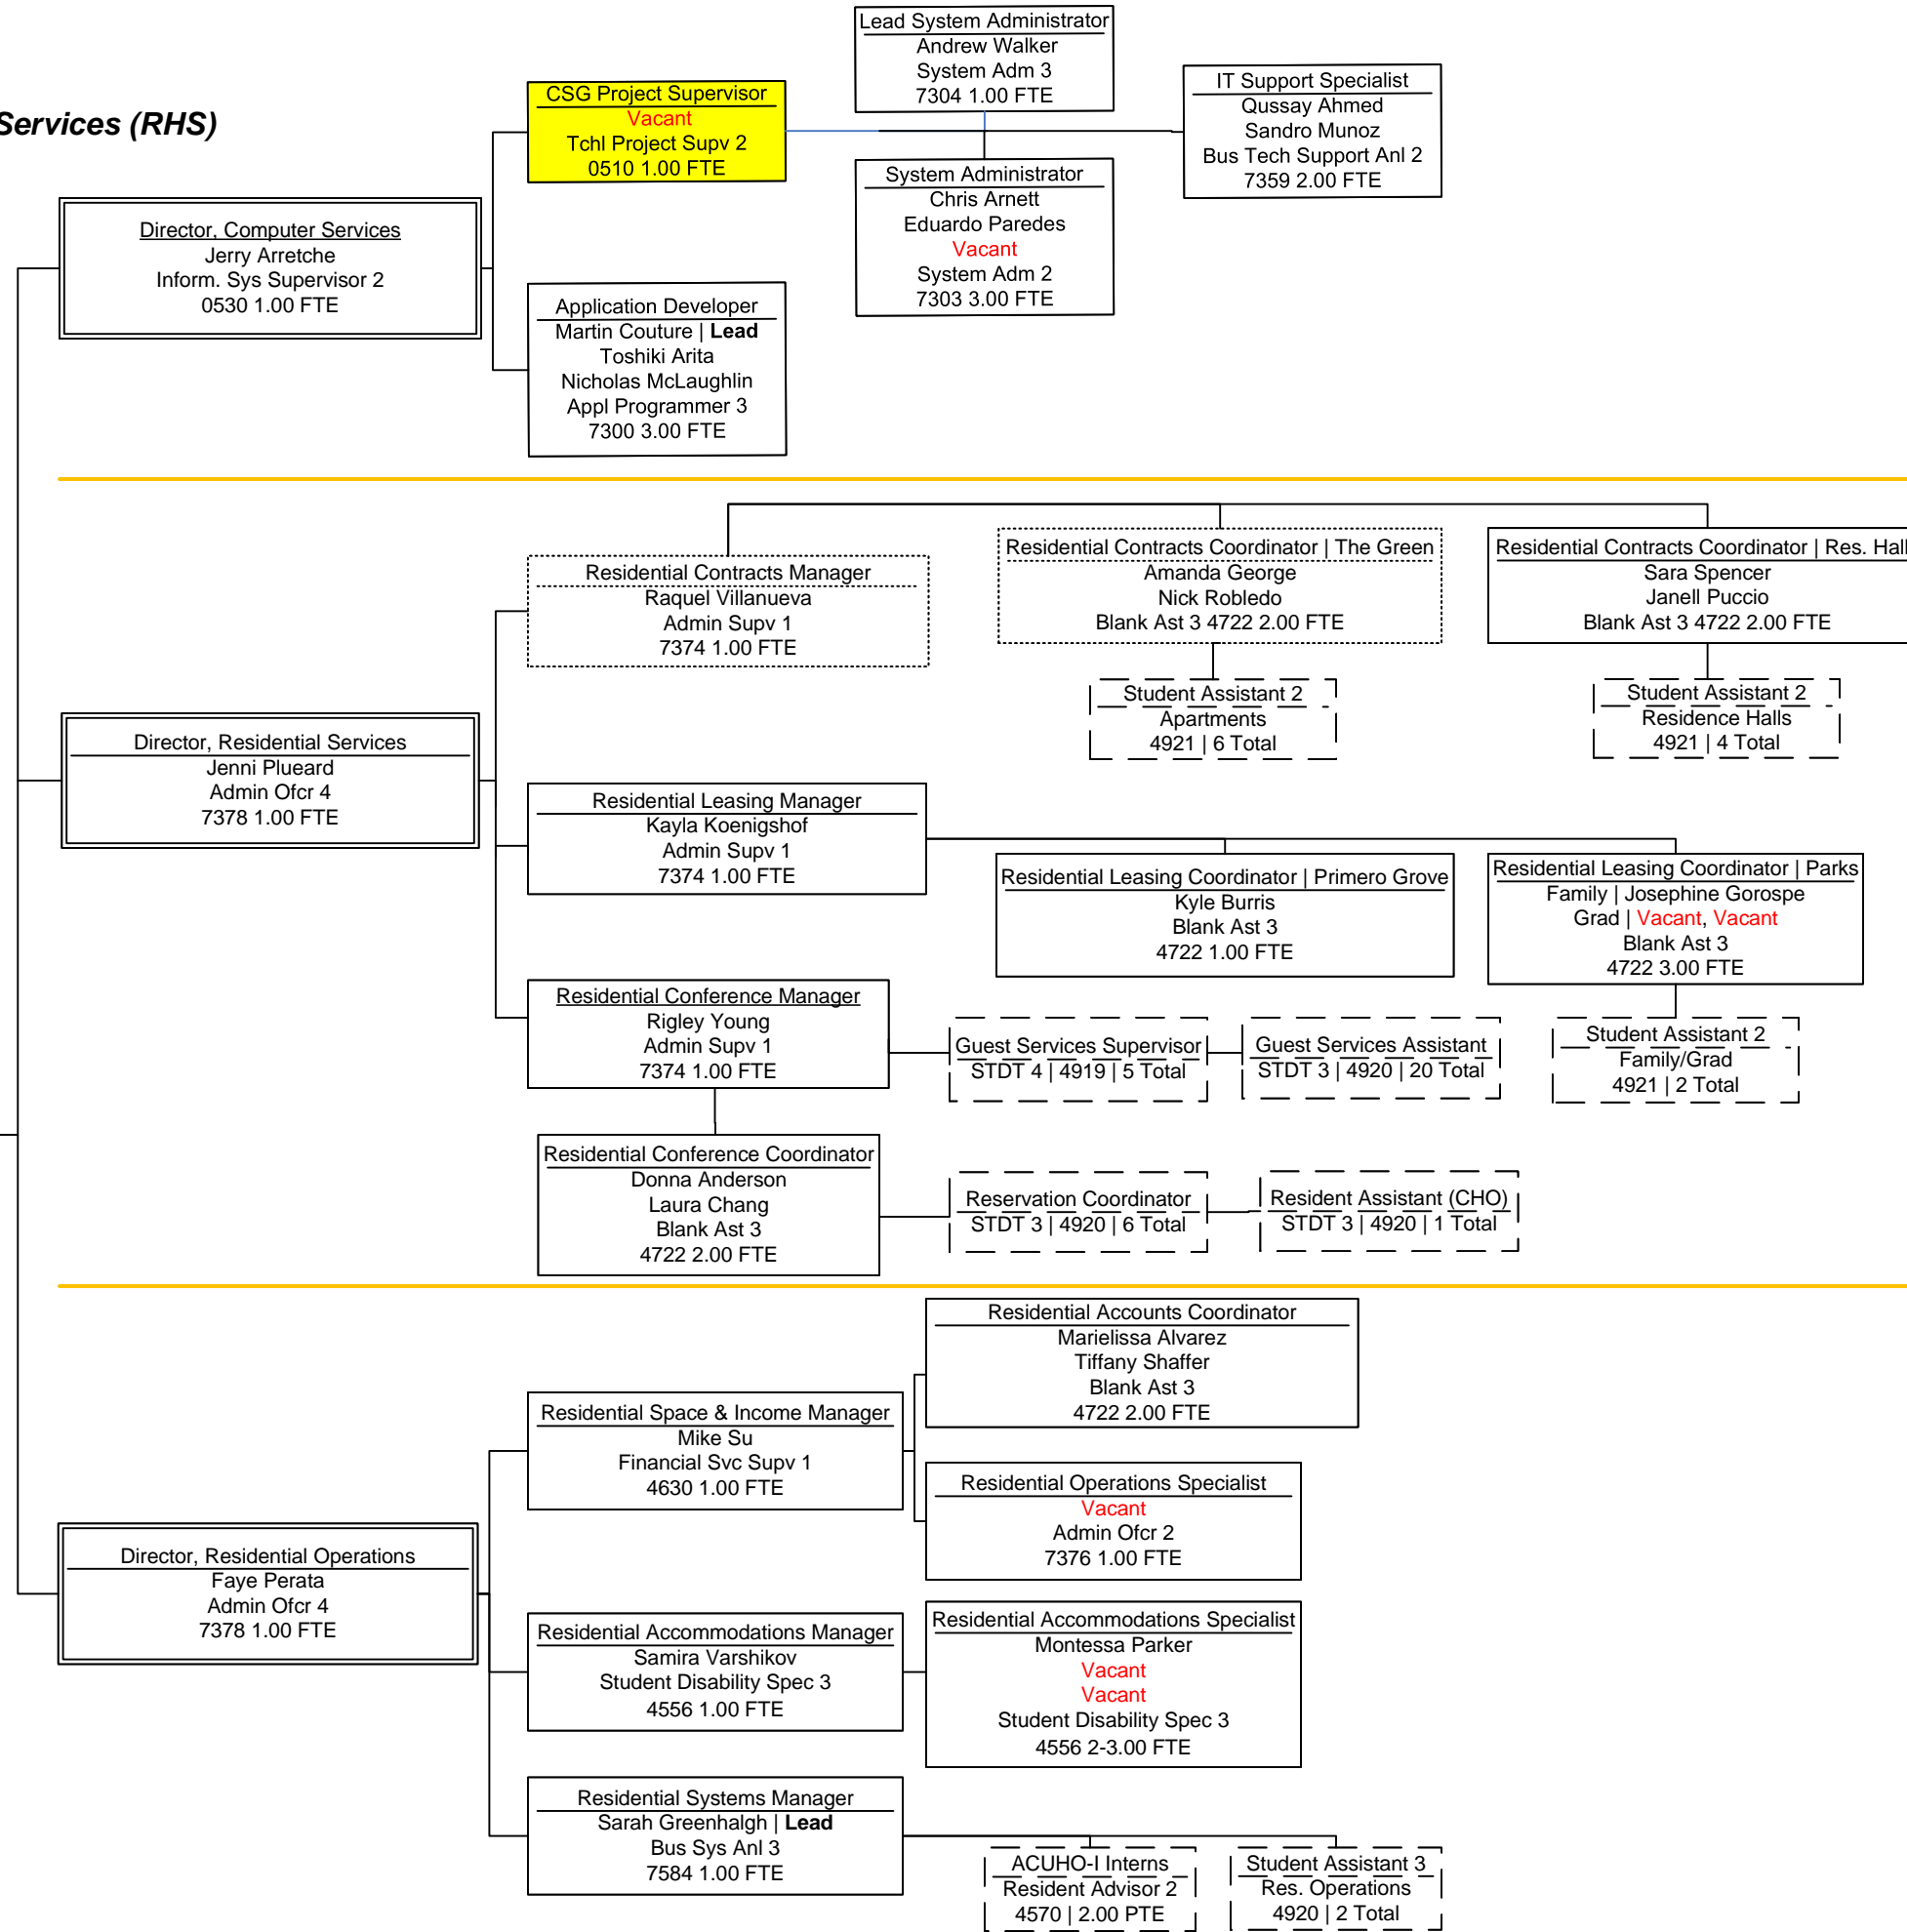 Services (RHS)
Lead System Administrator
Andrew Walker
System Adm 3
7304 1.00 FTE
CSG Project Supervisor
Vacant
Tchl Project Supv 2
0510 1.00 FTE
IT Support Specialist
Qussay Ahmed
Sandro Munoz
Bus Tech Support Anl 2
7359 2.00 FTE
System Administrator
Chris Arnett
Eduardo Paredes
Vacant
System Adm 2
7303 3.00 FTE
Director, Computer Services
Jerry Arretche
Inform. Sys Supervisor 2
0530 1.00 FTE
Application Developer
Martin Couture | Lead
Toshiki Arita
Nicholas McLaughlin
Appl Programmer 3
7300 3.00 FTE
Residential Contracts Manager
Raquel Villanueva
Admin Supv 1
7374 1.00 FTE
Residential Contracts Coordinator | The Green
Amanda George
Nick Robledo
Blank Ast 3 4722 2.00 FTE
Residential Contracts Coordinator | Res. Hall
Sara Spencer
Janell Puccio
Blank Ast 3 4722 2.00 FTE
Student Assistant 2
Apartments
4921 | 6 Total
Student Assistant 2
Residence Halls
4921 | 4 Total
Director, Residential Services
Jenni Plueard
Admin Ofcr 4
7378 1.00 FTE
Residential Leasing Manager
Kayla Koenigshof
Admin Supv 1
7374 1.00 FTE
Residential Leasing Coordinator | Primero Grove
Kyle Burris
Blank Ast 3
4722 1.00 FTE
Residential Leasing Coordinator | Parks
Family | Josephine Gorospe
Grad | Vacant, Vacant
Blank Ast 3
4722 3.00 FTE
Student Assistant 2
Family/Grad
4921 | 2 Total
Residential Conference Manager
Rigley Young
Admin Supv 1
7374 1.00 FTE
Guest Services Supervisor
STDT 4 | 4919 | 5 Total
Guest Services Assistant
STDT 3 | 4920 | 20 Total
Residential Conference Coordinator
Donna Anderson
Laura Chang
Blank Ast 3
4722 2.00 FTE
Reservation Coordinator
STDT 3 | 4920 | 6 Total
Resident Assistant (CHO)
STDT 3 | 4920 | 1 Total
Residential Accounts Coordinator
Marielissa Alvarez
Tiffany Shaffer
Blank Ast 3
4722 2.00 FTE
Residential Space & Income Manager
Mike Su
Financial Svc Supv 1
4630 1.00 FTE
Residential Operations Specialist
Vacant
Admin Ofcr 2
7376 1.00 FTE
Director, Residential Operations
Faye Perata
Admin Ofcr 4
7378 1.00 FTE
Residential Accommodations Manager
Samira Varshikov
Student Disability Spec 3
4556 1.00 FTE
Residential Accommodations Specialist
Montessa Parker
Vacant
Vacant
Student Disability Spec 3
4556 2-3.00 FTE
Residential Systems Manager
Sarah Greenhalgh | Lead
Bus Sys Anl 3
7584 1.00 FTE
ACUHO-I Interns
Resident Advisor 2
4570 | 2.00 PTE
Student Assistant 3
Res. Operations
4920 | 2 Total